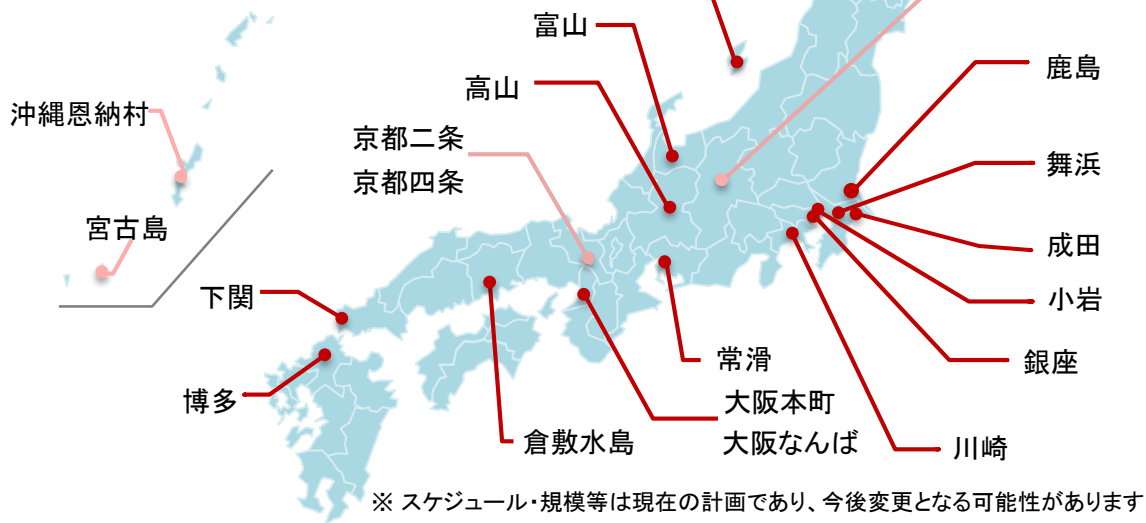 富山
高山
京都二条
京都四条
沖縄恩納村
宮古島
下関
博多
倉敷水島
常滑
大阪本町
大阪なんば
鹿島
舞浜
成田
小岩
銀座
川崎
※ スケジュール・規模等は現在の計画であり、今後変更となる可能性があります